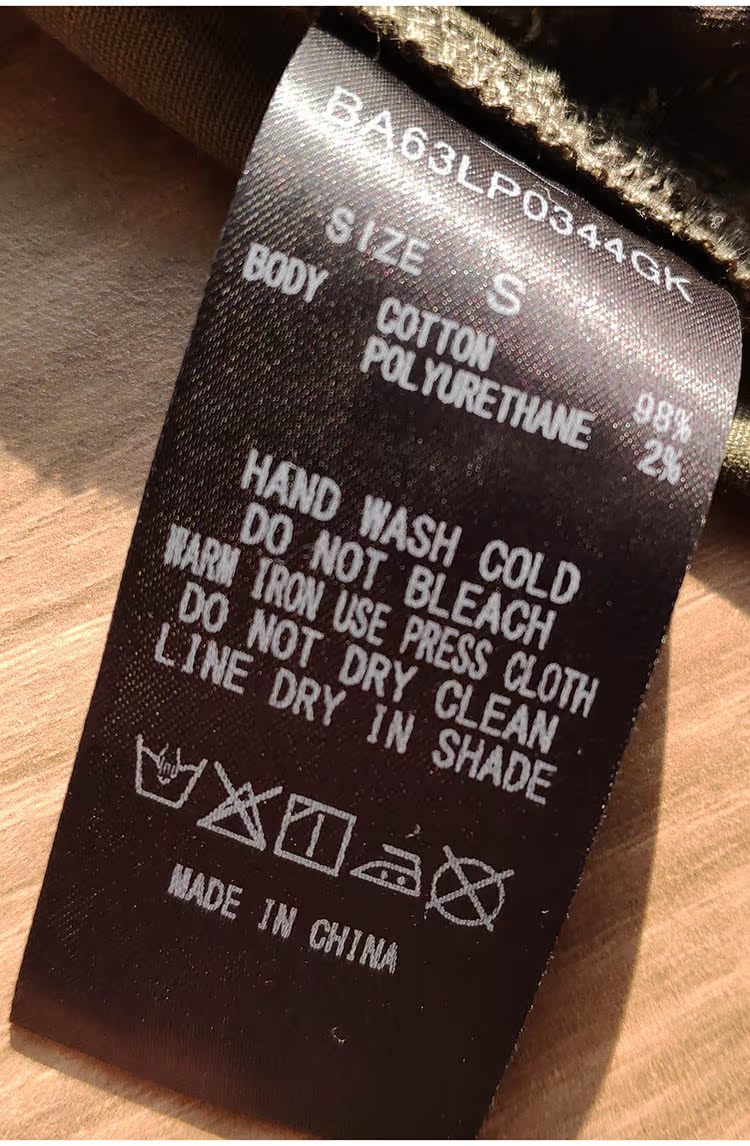 BA63LP0344GK
SIZE S
BODY
COTTON 98%
POLYURETHANE 2%
HAND WASH COLD
DO NOT BLEACH
WARM IRON USE PRESS CLOTH
DO NOT DRY CLEAN
LINE DRY IN SHADE
MADE IN CHINA